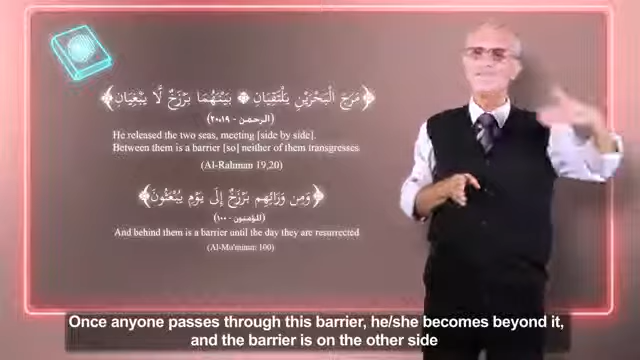 ﴿مَرَجَ الْبَحْرَيْنِ يَلْتَقِيَانِ ۞ بَيْنَهُمَا بَرْزَخٌ لَّا يَبْغِيَانِ﴾
(الرحمن - ٢٠،١٩)
He released the two seas, meeting [side by side].
Between them is a barrier [so] neither of them transgresses
(Al-Rahman 19,20)
﴿وَمِن وَرَائِهِم بَرْزَخٌ إِلَىٰ يَوْمِ يُبْعَثُونَ﴾
(المؤمنون - ١٠٠)
And behind them is a barrier until the day they are resurrected
(Al-Mu'minun: 100)
Once anyone passes through this barrier, he/she becomes beyond it,
and the barrier is on the other side